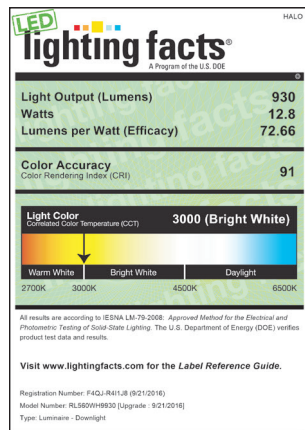 HALO
LED
lighting facts®
A Program of the U.S. DOE
Light Output (Lumens) 930
Watts 12.8
Lumens per Watt (Efficacy) 72.66
Color Accuracy 91
Color Rendering Index (CRI)
Light Color 3000 (Bright White)
Correlated Color Temperature (CCT)
Warm White Bright White Daylight
2700K 3000K 4500K 6500K
All results are according to IESNA LM-79-2008: Approved Method for the Electrical and
Photometric Testing of Solid-State Lighting. The U.S. Department of Energy (DOE) verifies
product test data and results.
Visit www.lightingfacts.com for the Label Reference Guide.
Registration Number: F4QJ-R4I1J8 (9/21/2016)
Model Number: RL560WH9930 [Upgrade : 9/21/2016]
Type: Luminaire - Downlight